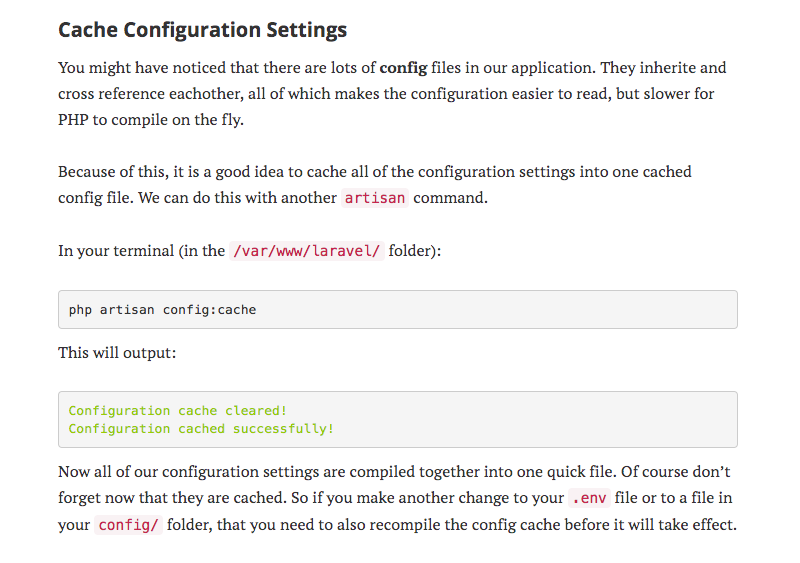 Cache Configuration Settings
You might have noticed that there are lots of config files in our application. They inherite and
cross reference eachother, all of which makes the configuration easier to read, but slower for
PHP to compile on the fly.
Because of this, it is a good idea to cache all of the configuration settings into one cached
config file. We can do this with another artisan command.
In your terminal (in the /var/www/laravel/ folder):
php artisan config:cache
This will output:
Configuration cache cleared!
Configuration cached successfully!
Now all of our configuration settings are compiled together into one quick file. Of course don’t
forget now that they are cached. So if you make another change to your .env file or to a file in
your config/ folder, that you need to also recompile the config cache before it will take effect.